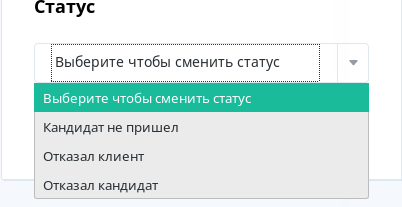 Статус
Выберите чтобы сменить статус
Выберите чтобы сменить статус
Кандидат не пришел
Отказал клиент
Отказал кандидат